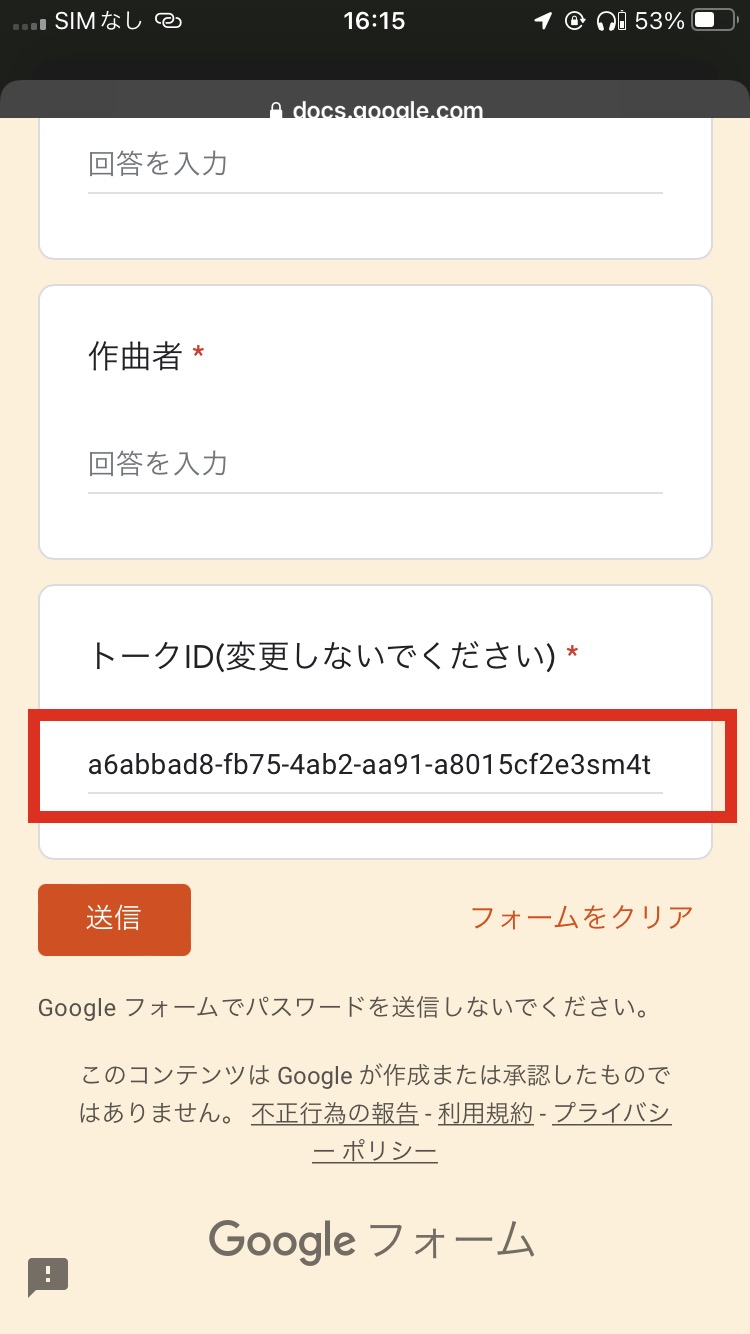 SIMなし 16:15 53%
docs.google.com
回答を入力
作曲者 *
回答を入力
トークID(変更しないでください) *
a6abbad8-fb75-4ab2-aa91-a8015cf2e3sm4t
送信 フォームをクリア
Google フォームでパスワードを送信しないでください。
このコンテンツは Google が作成または承認したもので
はありません。 不正行為の報告 - 利用規約 - プライバシ
ー ポリシー
Google フォーム